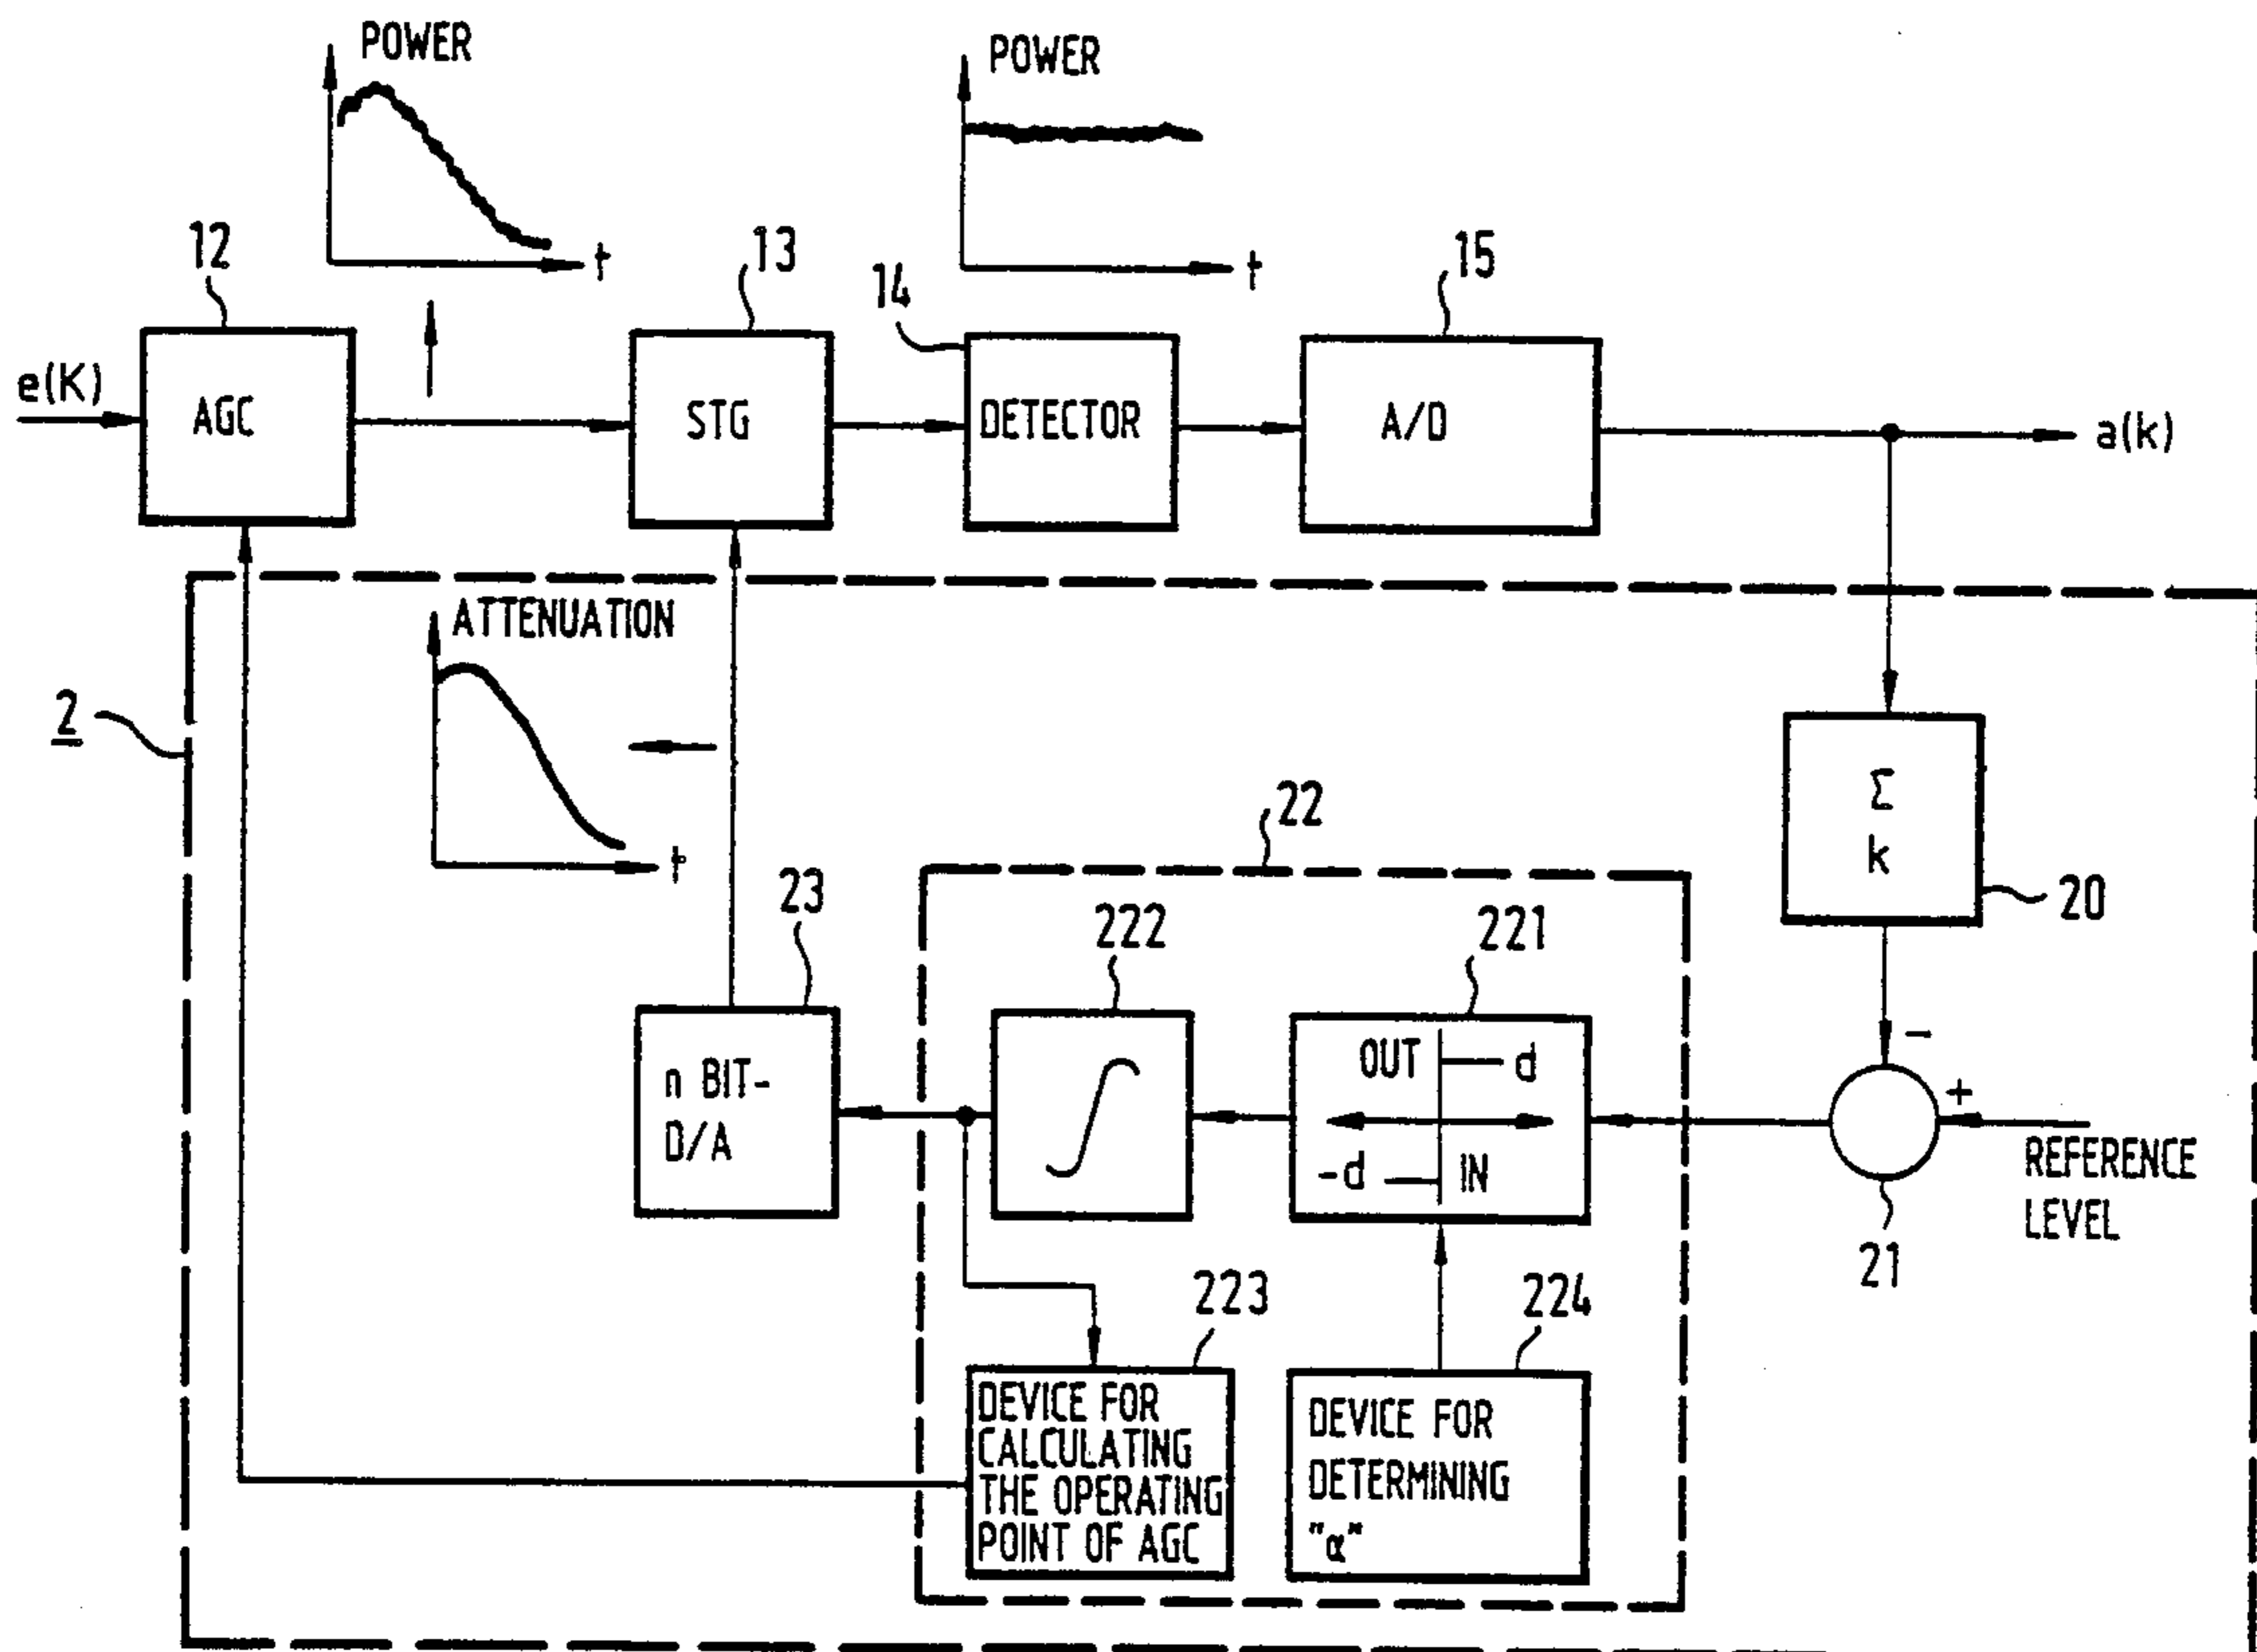 POWER
POWER
t
t
12
13
14
15
e(K)
AGC
STG
DETECTOR
A/D
a(k)
ATTENUATION
t
2
Σ
k
20
22
23
222
221
n BIT-
D/A
OUT
d
-d
IN
-
+
REFERENCE
LEVEL
21
223
224
DEVICE FOR
CALCULATING
THE OPERATING
POINT OF AGC
DEVICE FOR
DETERMINING
"α"